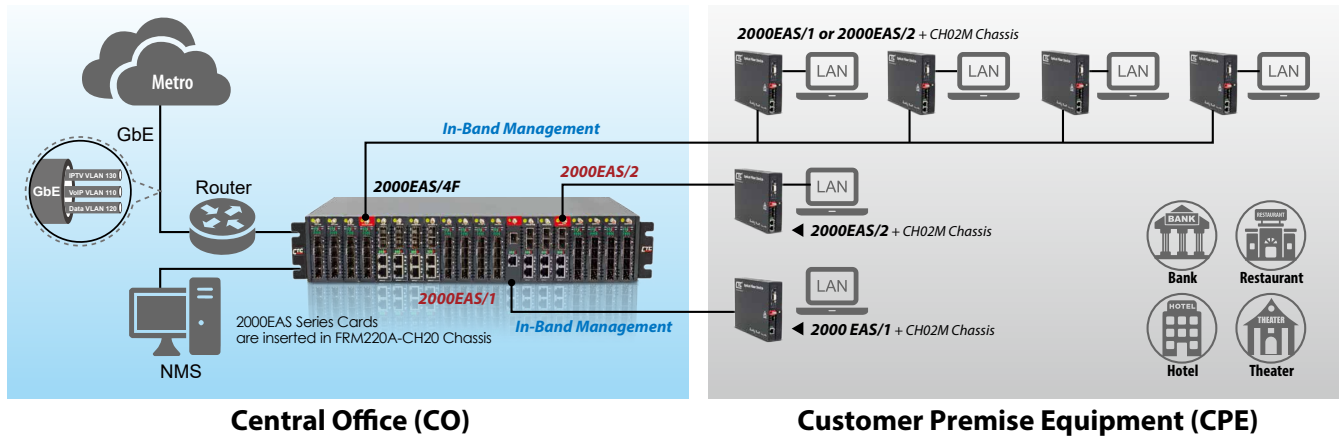 Metro
GbE
GbE
IPTV VLAN 130
VoIP VLAN 110
Data VLAN 120
Router
NMS
In-Band Management
2000EAS/4F
2000EAS/2
2000EAS/1
In-Band Management
CTC
CTC
2000EAS Series Cards
are inserted in FRM220A-CH20 Chassis
Central Office (CO)
2000EAS/1 or 2000EAS/2 + CH02M Chassis
LAN
LAN
LAN
LAN
LAN
◀ 2000EAS/2 + CH02M Chassis
LAN
◀ 2000 EAS/1 + CH02M Chassis
BANK
Bank
RESTAURANT
Restaurant
HOTEL
Hotel
THEATER
Theater
Customer Premise Equipment (CPE)